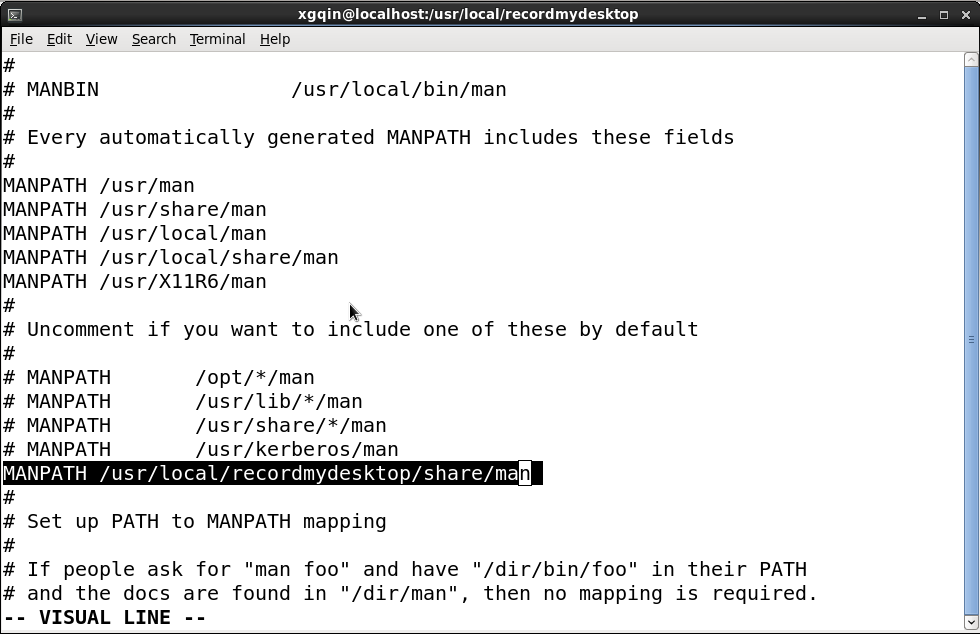 xgqin@localhost:/usr/local/recordmydesktop
File Edit View Search Terminal Help
#
# MANBIN                /usr/local/bin/man
#
# Every automatically generated MANPATH includes these fields
#
MANPATH /usr/man
MANPATH /usr/share/man
MANPATH /usr/local/man
MANPATH /usr/local/share/man
MANPATH /usr/X11R6/man
#
# Uncomment if you want to include one of these by default
#
# MANPATH       /opt/*/man
# MANPATH       /usr/lib/*/man
# MANPATH       /usr/share/*/man
# MANPATH       /usr/kerberos/man
MANPATH /usr/local/recordmydesktop/share/man
#
# Set up PATH to MANPATH mapping
#
# If people ask for "man foo" and have "/dir/bin/foo" in their PATH
# and the docs are found in "/dir/man", then no mapping is required.
-- VISUAL LINE --